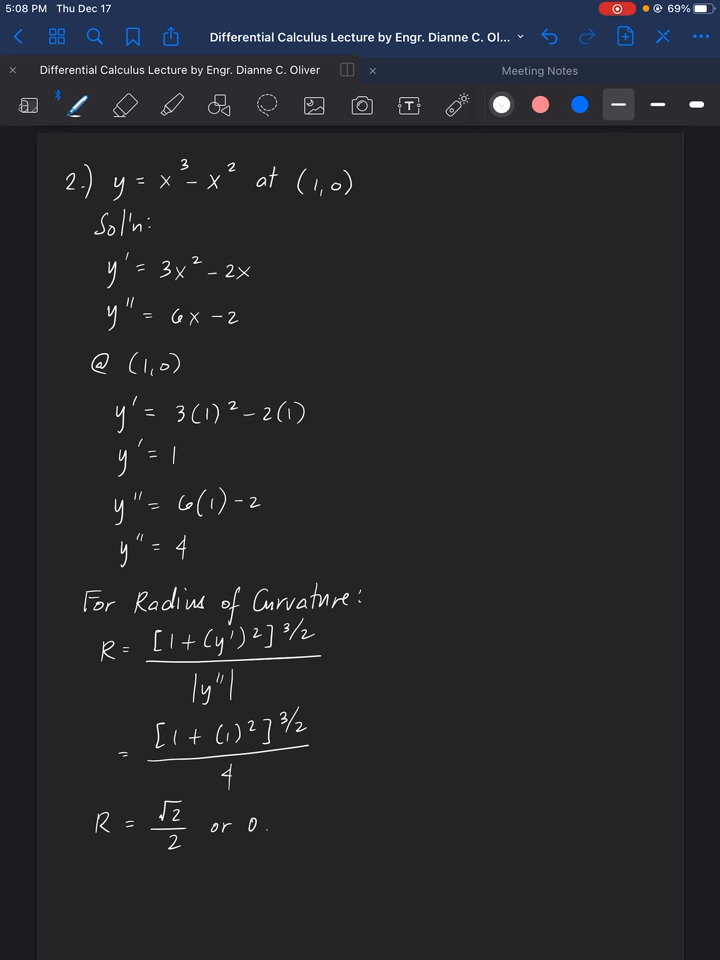 5:08 PM Thu Dec 17
69%
Differential Calculus Lecture by Engr. Dianne C. Ol...
Differential Calculus Lecture by Engr. Dianne C. Oliver
Meeting Notes
T
2.) y = x³ - x² at (1,0)
Sol'n:
y' = 3x² - 2x
y'' = 6x - 2
@ (1,0)
y' = 3(1)² - 2(1)
y' = 1
y'' = 6(1) - 2
y'' = 4
For Radius of Curvature:
R = [1 + (y')²]^3/2 / |y''|
= [1 + (1)²]^3/2 / 4
R = √2 / 2 or 0.